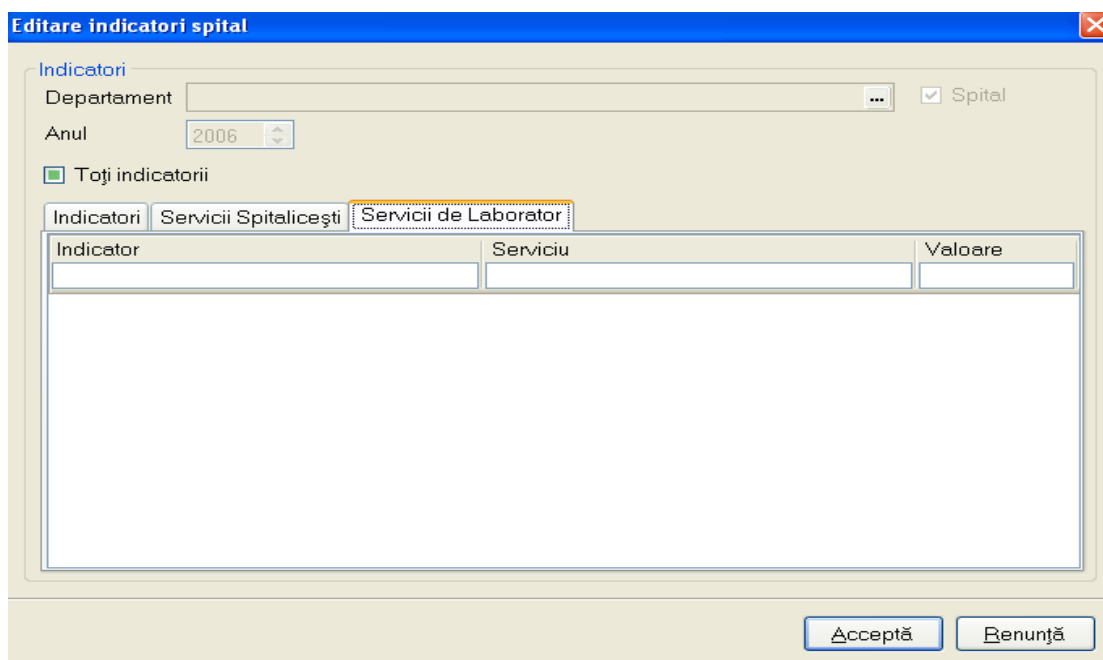 Editare indicatori spital
Indicatori
Departament ... Spital
Anul 2006
Toţi indicatorii
Indicatori Servicii Spitaliceşti Servicii de Laborator
Indicator Serviciu Valoare
Acceptă Renunţă